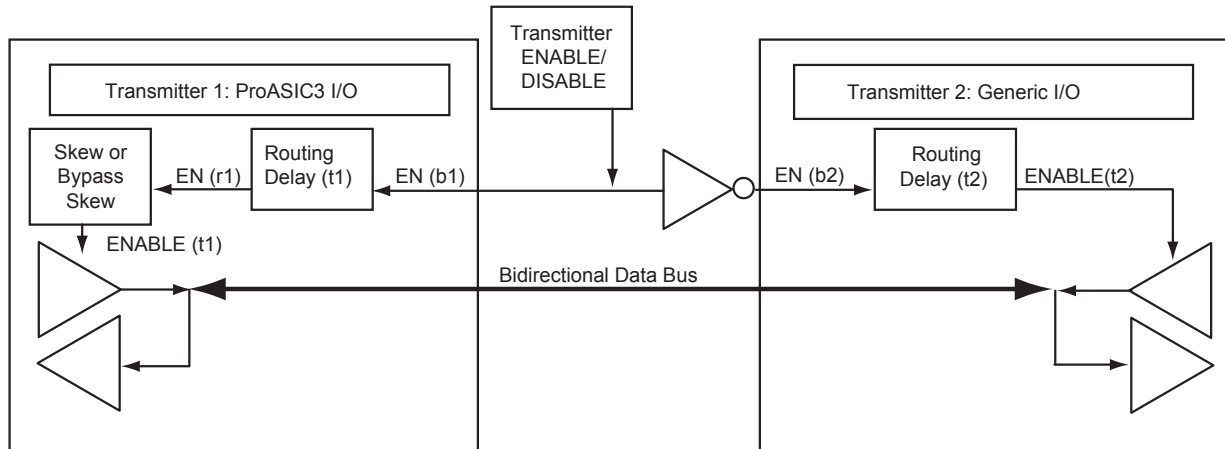 Transmitter
ENABLE/
DISABLE
Transmitter 1: ProASIC3 I/O
Transmitter 2: Generic I/O
Skew or
Bypass
Skew
EN (r1)
Routing
Delay (t1)
EN (b1)
EN (b2)
Routing
Delay (t2)
ENABLE(t2)
ENABLE (t1)
Bidirectional Data Bus